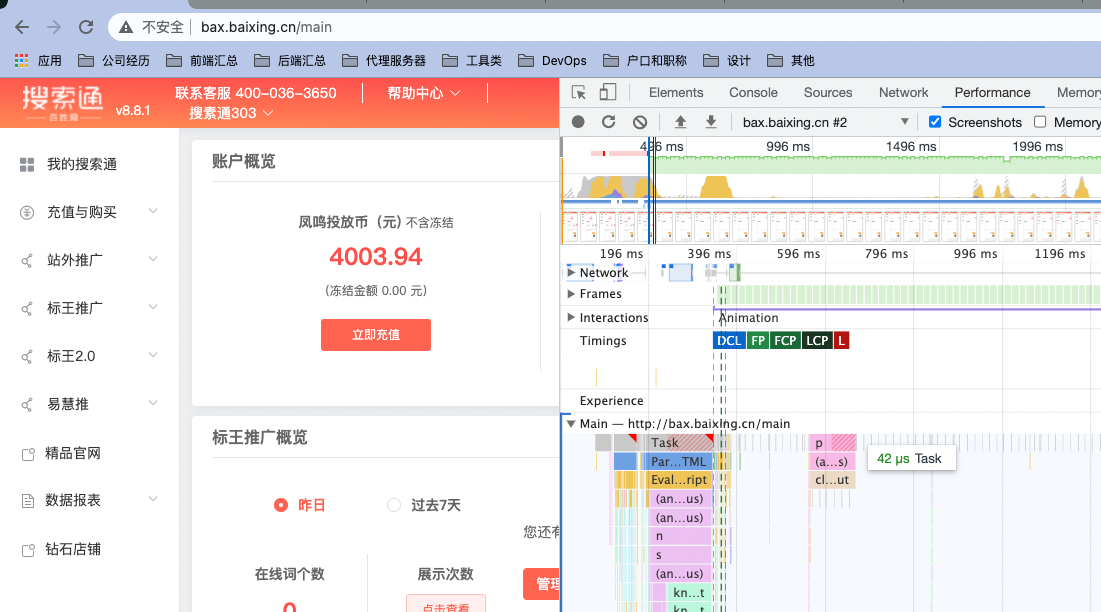 不安全 bax.baixing.cn/main
应用 公司经历 前端汇总 后端汇总 代理服务器 工具类 DevOps 户口和职称 设计 其他
搜索通
百姓网
v8.8.1
联系客服 400-036-3650 帮助中心
搜索通303
我的搜索通
充值与购买
站外推广
标王推广
标王2.0
易慧推
精品官网
数据报表
钻石店铺
账户概览
凤鸣投放币（元) 不含冻结
4003.94
(冻结金额 0.00 元)
立即充值
标王推广概览
昨日 过去7天
您还有
在线词个数 展示次数 管理
0 点击查看
Elements Console Sources Network Performance Memory
bax.baixing.cn #2 Screenshots Memory
496 ms 996 ms 1496 ms 1996 ms
196 ms 396 ms 596 ms 796 ms 996 ms 1196 ms
Network
Frames
Interactions Animation
Timings DCL FP FCP LCP L
Experience
Main — http://bax.baixing.cn/main
Task p
Par…TML (a…s) 42 μs Task
Eval…ript cl…ut
(an…us)
(an…us)
n
s
(an…us)
kn…t
kn…t